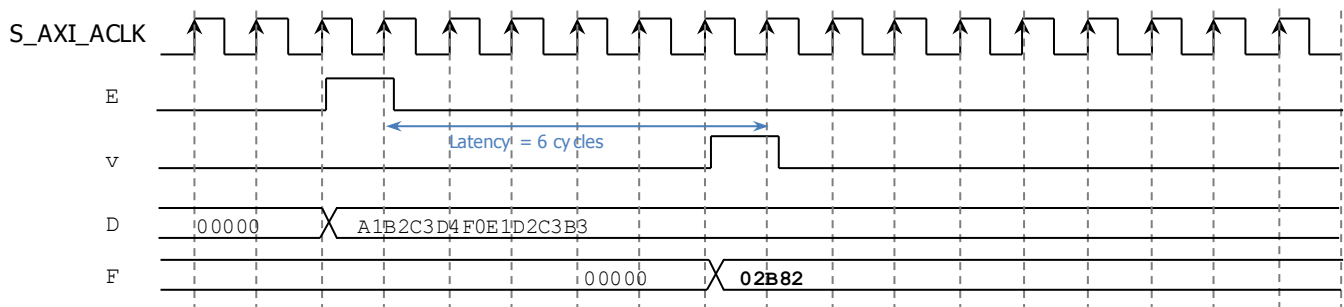 S_AXI_ACLK
E
Latency = 6 cycles
v
D 00000 A1B2C3D4F0E1D2C3B3
F 00000 02B82